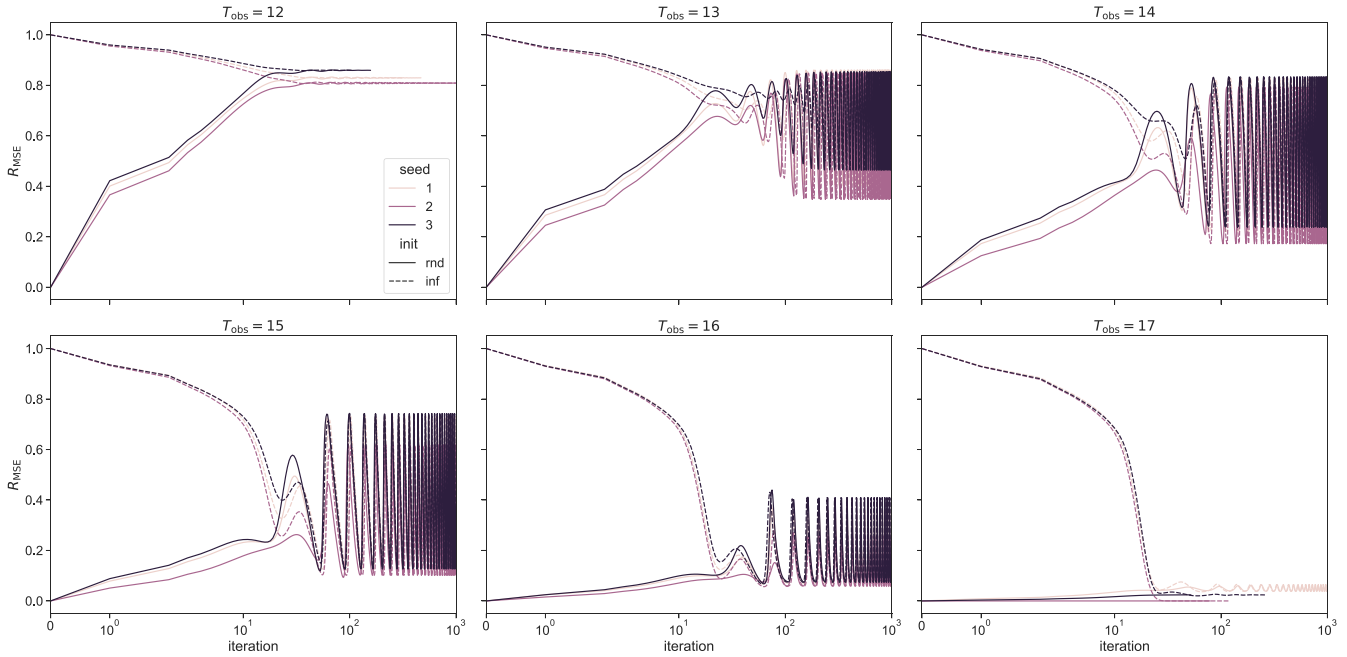 T_obs = 12
T_obs = 13
T_obs = 14
1.0
0.8
0.6
0.4
0.2
0.0
R_MSE
seed
1
2
3
init
rnd
inf
T_obs = 15
T_obs = 16
T_obs = 17
1.0
0.8
0.6
0.4
0.2
0.0
R_MSE
0 10^0 10^1 10^2 10^3
0 10^0 10^1 10^2 10^3
0 10^0 10^1 10^2 10^3
iteration
iteration
iteration